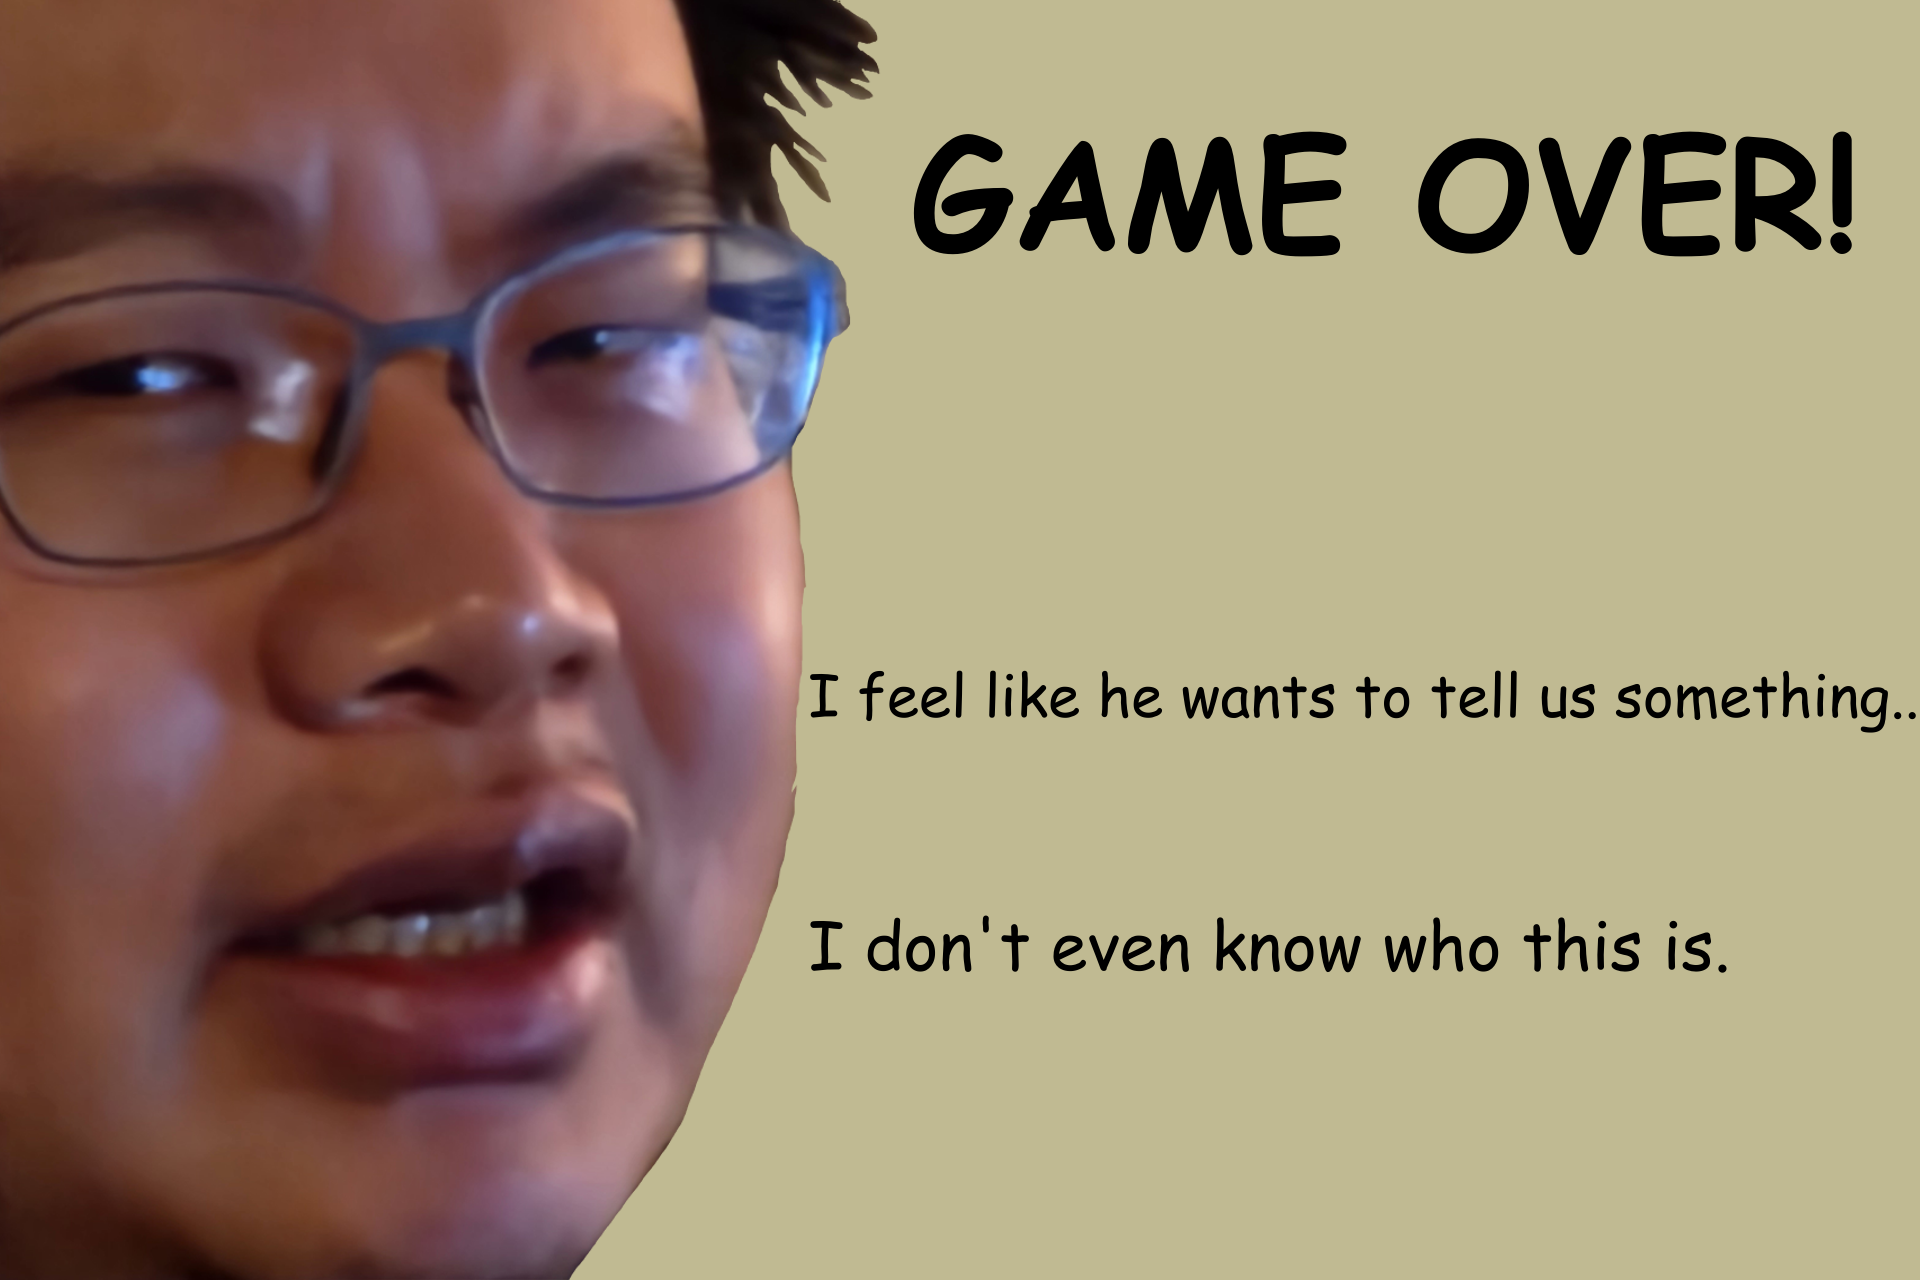 GAME OVER!
I feel like he wants to tell us something..
I don't even know who this is.